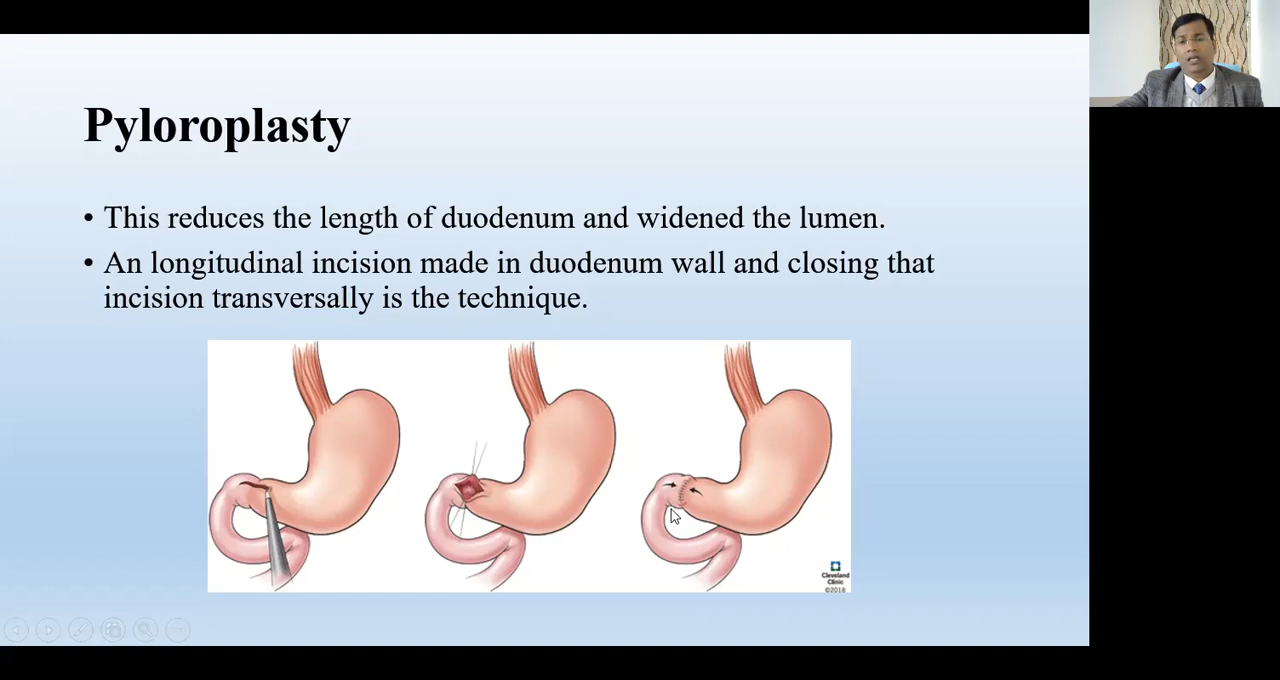 Pyloroplasty
• This reduces the length of duodenum and widened the lumen.
• An longitudinal incision made in duodenum wall and closing that
incision transversally is the technique.
Cleveland
Clinic
©2018